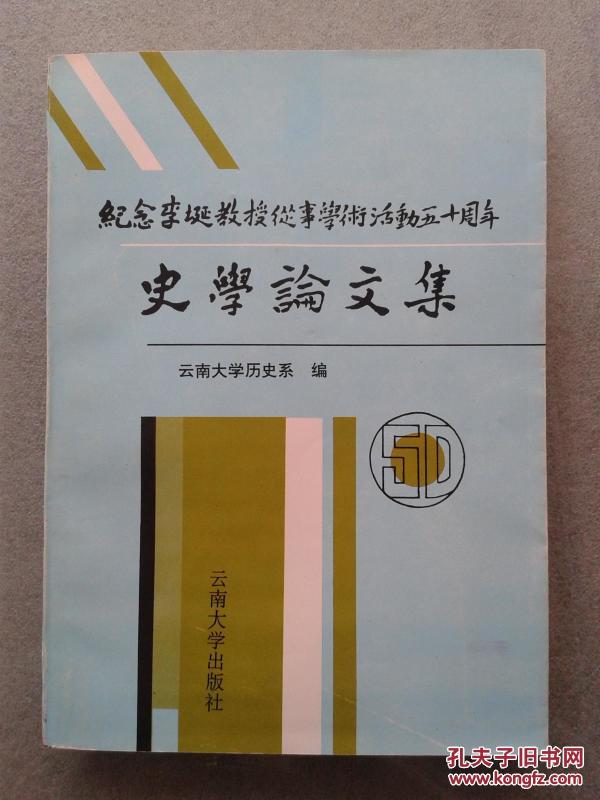 紀念李埏教授從事學術活動五十周年
史學論文集
云南大学历史系 编
50
云南大学出版社
孔夫子旧书网
www.kongfz.com